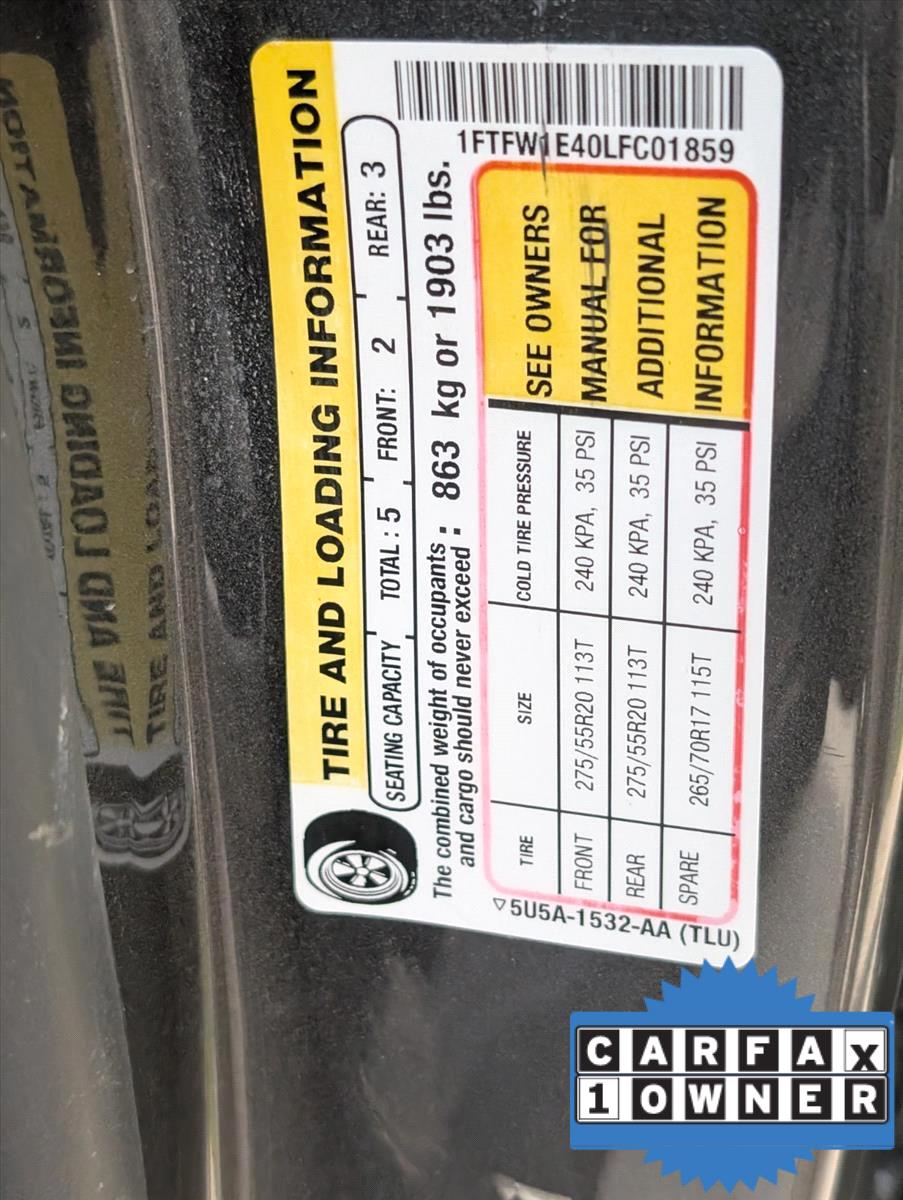 TIRE AND LOADING INFORMATION
SEATING CAPACITY TOTAL : 5 FRONT: 2 REAR: 3
The combined weight of occupants and cargo should never exceed : 863 kg or 1903 lbs.
TIRE SIZE COLD TIRE PRESSURE
FRONT 275/55R20 113T 240 KPA, 35 PSI
REAR 275/55R20 113T 240 KPA, 35 PSI
SPARE 265/70R17 115T 240 KPA, 35 PSI
SEE OWNERS
MANUAL FOR
ADDITIONAL
INFORMATION
5U5A-1532-AA (TLU)
1FTFW1E40LFC01859
CARFAX
1 OWNER